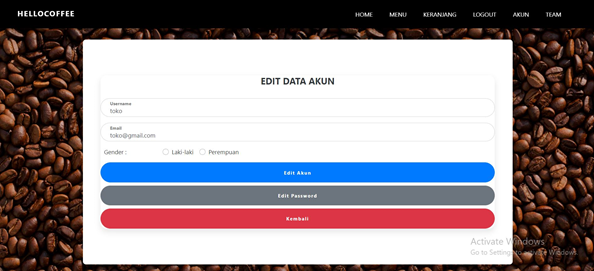 HELLOCOFFEE
HOME MENU KERANJANG LOGOUT AKUN TEAM
EDIT DATA AKUN
Username
toko
Email
toko@gmail.com
Gender : Laki-laki Perempuan
Edit Akun
Edit Password
Kembali
Activate Windows
Go to Settings to activate Windows.